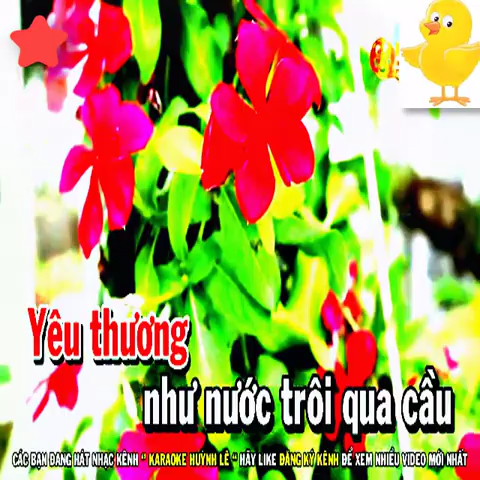 Yêu thương
như nước trôi qua cầu
CÁC BẠN ĐANG HÁT NHẠC KÊNH " KARAOKE HUỲNH LÊ " HÃY LIKE ĐĂNG KÝ KÊNH ĐỂ XEM NHIỀU VIDEO MỚI NHẤT